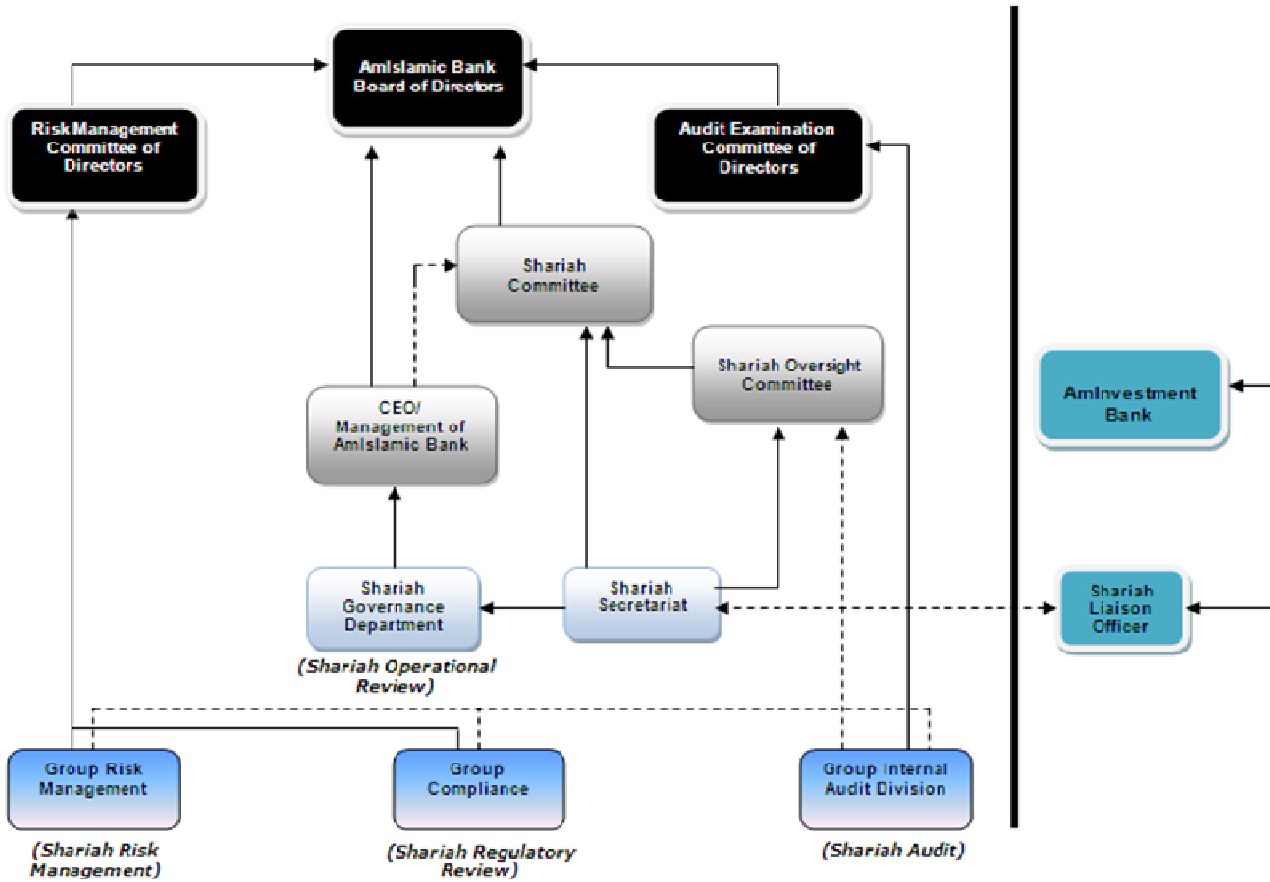 AmIslamic Bank
Board of Directors
RiskManagement
Committee of
Directors
Audit Examination
Committee of
Directors
Shariah
Committee
Shariah Oversight
Committee
AmInvestment
Bank
CEO/
Management of
AmIslamic Bank
Shariah
Governance
Department
(Shariah Operational
Review)
Shariah
Secretariat
Shariah
Liaison
Officer
Group Risk
Management
(Shariah Risk
Management)
Group
Compliance
(Shariah Regulatory
Review)
Group Internal
Audit Division
(Shariah Audit)